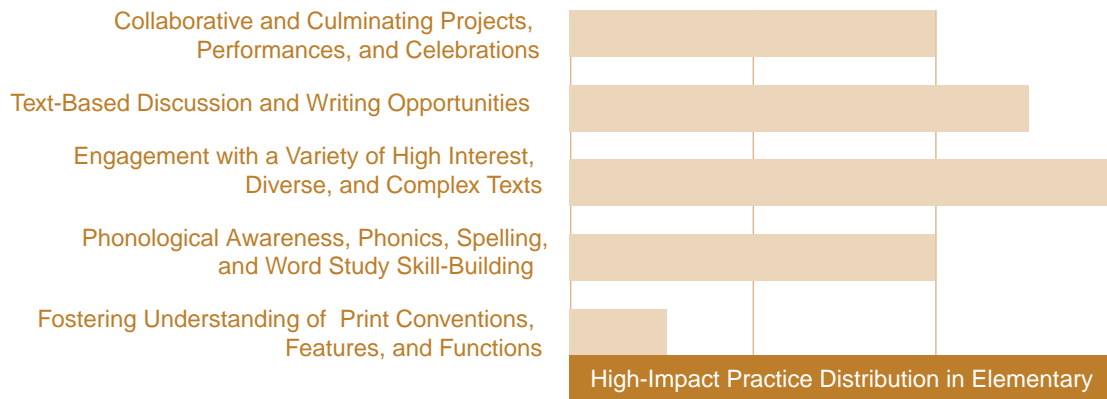 Collaborative and Culminating Projects,
Performances, and Celebrations
Text-Based Discussion and Writing Opportunities
Engagement with a Variety of High Interest,
Diverse, and Complex Texts
Phonological Awareness, Phonics, Spelling,
and Word Study Skill-Building
Fostering Understanding of Print Conventions,
Features, and Functions
High-Impact Practice Distribution in Elementary